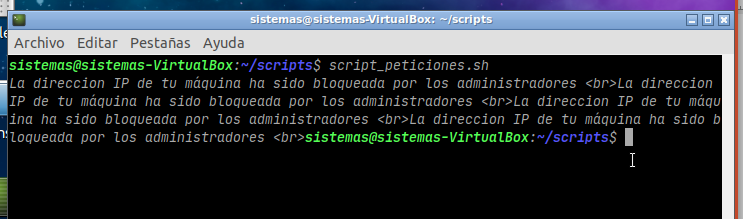 sistemas@sistemas-VirtualBox: ~/scripts
Archivo Editar Pestañas Ayuda
sistemas@sistemas-VirtualBox:~/scripts$ script_peticiones.sh
La direccion IP de tu máquina ha sido bloqueada por los administradores <br>La direccion
IP de tu máquina ha sido bloqueada por los administradores <br>La direccion IP de tu máqu
ina ha sido bloqueada por los administradores <br>La direccion IP de tu máquina ha sido b
loqueada por los administradores <br>sistemas@sistemas-VirtualBox:~/scripts$